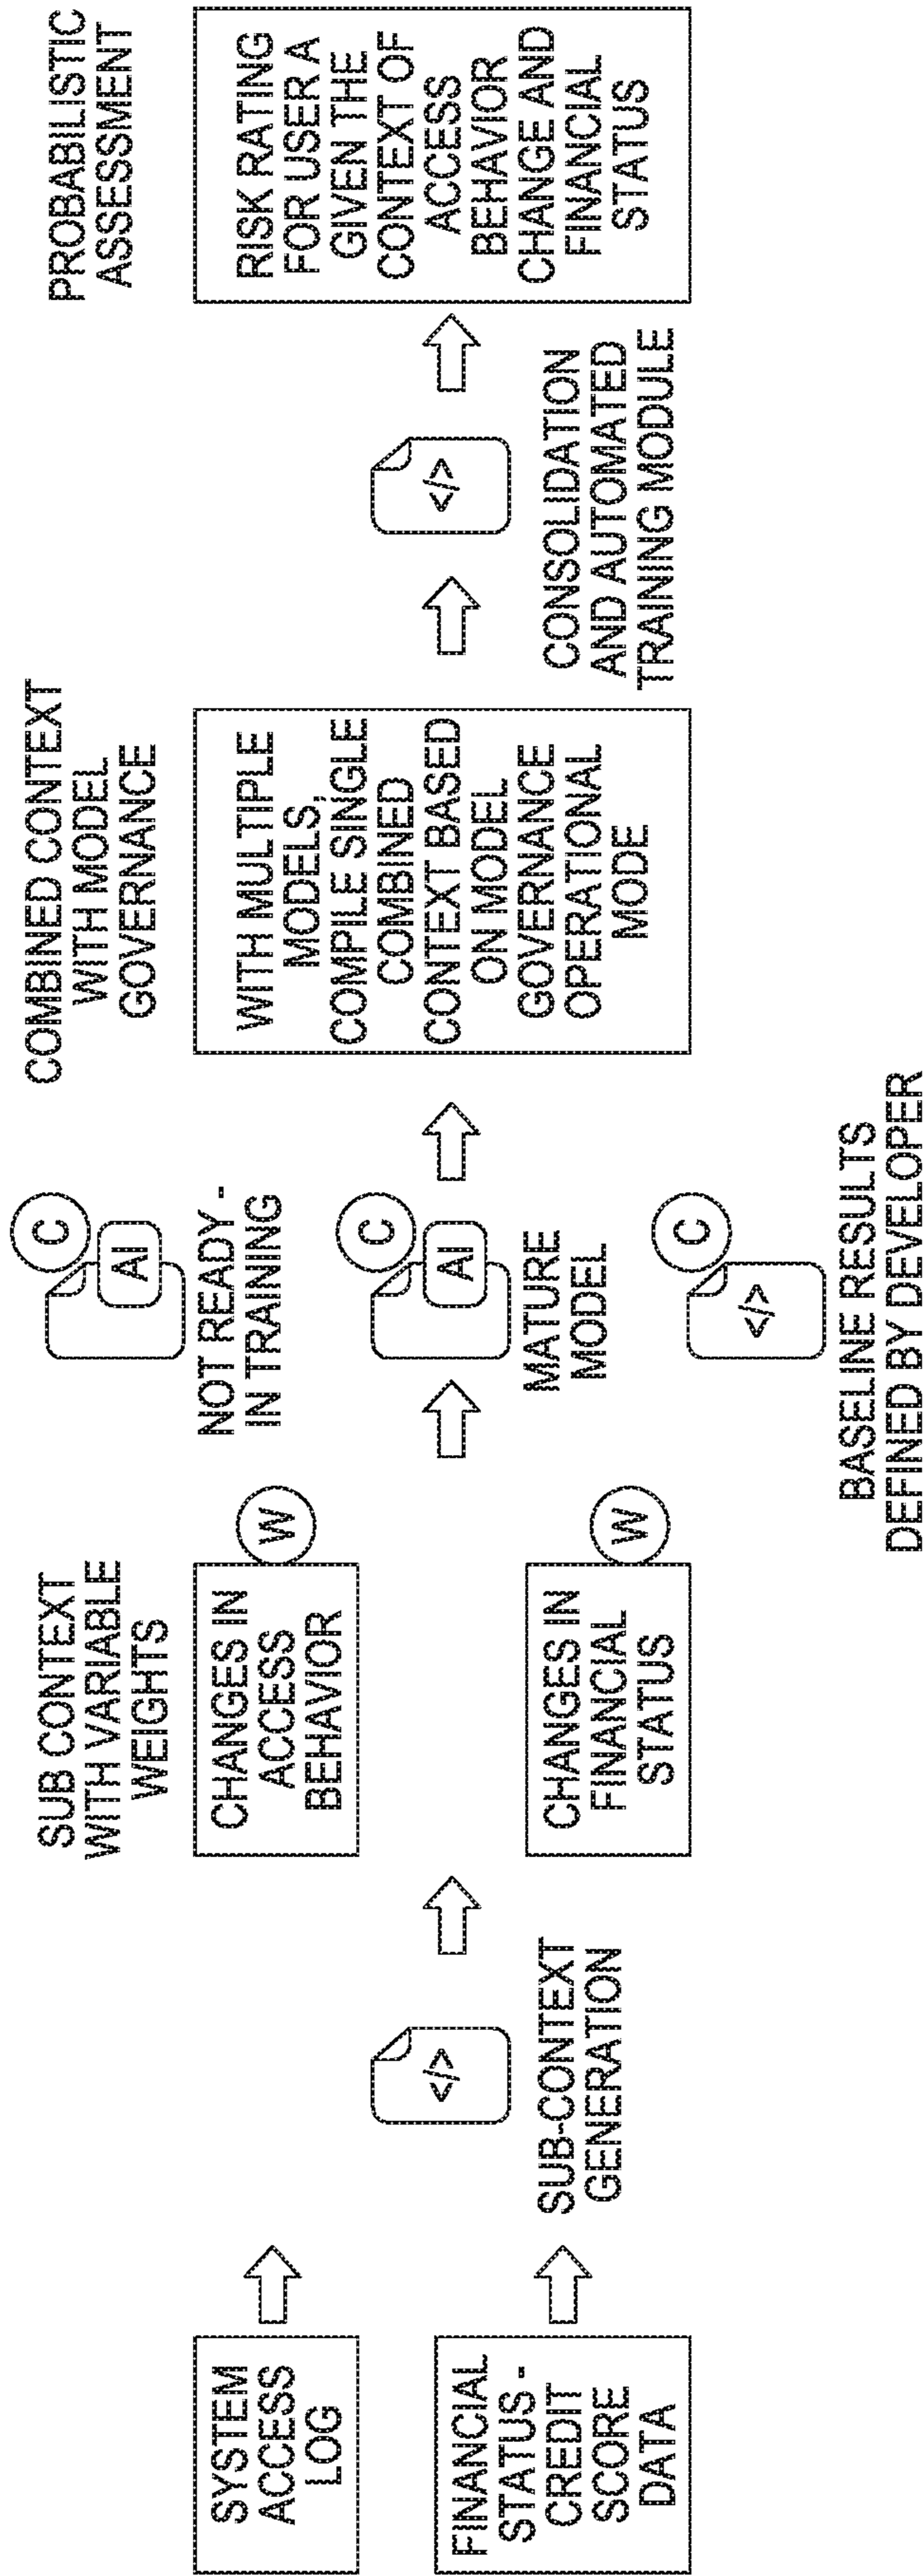 SYSTEM
ACCESS
LOG
FINANCIAL
STATUS -
CREDIT
SCORE
DATA
</>
SUB-CONTEXT
GENERATION
SUB CONTEXT
WITH VARIABLE
WEIGHTS
CHANGES IN
ACCESS
BEHAVIOR
W
CHANGES IN
FINANCIAL
STATUS
W
C
AI
NOT READY -
IN TRAINING
C
AI
MATURE
MODEL
C
</>
BASELINE RESULTS
DEFINED BY DEVELOPER
COMBINED CONTEXT
WITH MODEL
GOVERNANCE
WITH MULTIPLE
MODELS,
COMPILE SINGLE
COMBINED
CONTEXT BASED
ON MODEL
GOVERNANCE
OPERATIONAL
MODE
</>
CONSOLIDATION
AND AUTOMATED
TRAINING MODULE
PROBABILISTIC
ASSESSMENT
RISK RATING
FOR USER A
GIVEN THE
CONTEXT OF
ACCESS
BEHAVIOR
CHANGE AND
FINANCIAL
STATUS